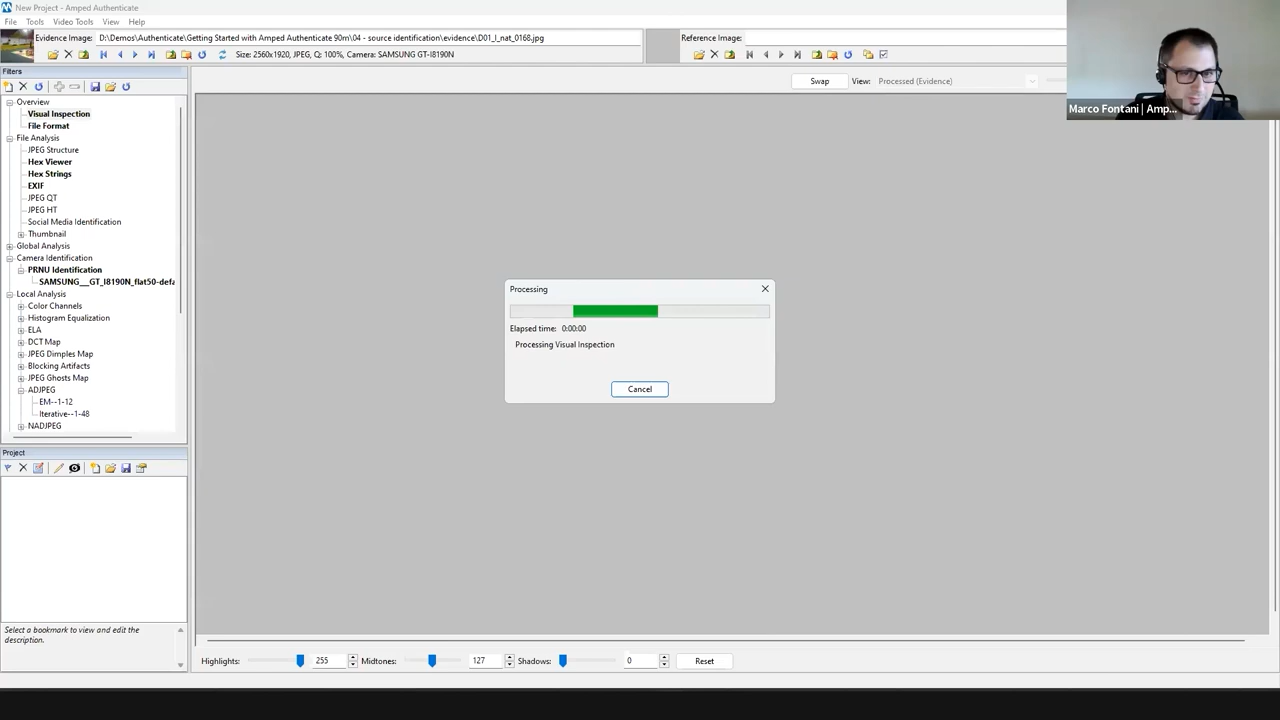 New Project - Amped Authenticate
File Tools Video Tools View Help
Evidence Image: D:\Demos\Authenticate\Getting Started with Amped Authenticate 90m\04 - source identification\evidence\D01_I_nat_0168.jpg
Reference Image:
Size: 2560x1920, JPEG, Q: 100%, Camera: SAMSUNG GT-I8190N
Filters
Swap View: Processed (Evidence)
Overview
Visual Inspection
File Format
File Analysis
JPEG Structure
Hex Viewer
Hex Strings
EXIF
JPEG QT
JPEG HT
Social Media Identification
Thumbnail
Global Analysis
Camera Identification
PRNU Identification
SAMSUNG__GT_I8190N_flat50-defa
Local Analysis
Color Channels
Histogram Equalization
ELA
DCT Map
JPEG Dimples Map
Blocking Artifacts
JPEG Ghosts Map
ADJPEG
EM--1-12
Iterative--1-48
NADJPEG
Project
Select a bookmark to view and edit the
description.
Processing
Elapsed time: 0:00:00
Processing Visual Inspection
Cancel
Highlights: 255 Midtones: 127 Shadows: 0 Reset
Marco Fontani | Amp...